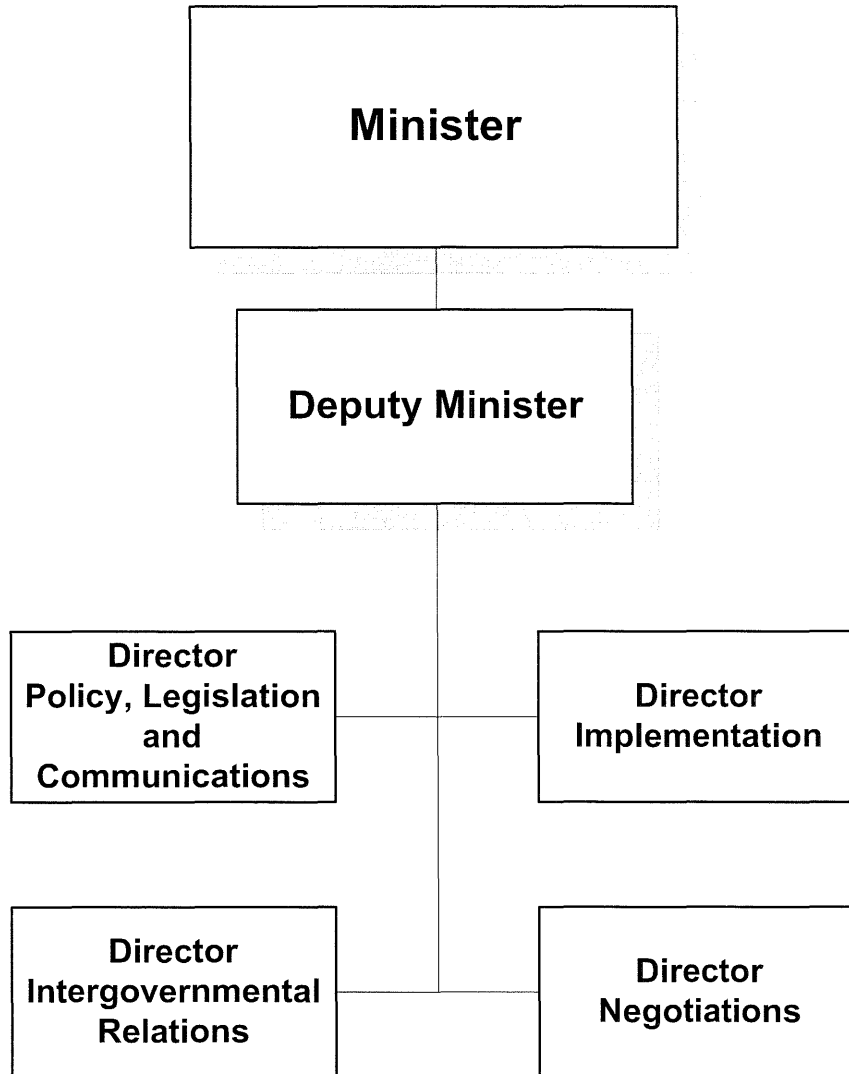 Minister
Deputy Minister
Director
Policy, Legislation
and
Communications
Director
Implementation
Director
Intergovernmental
Relations
Director
Negotiations